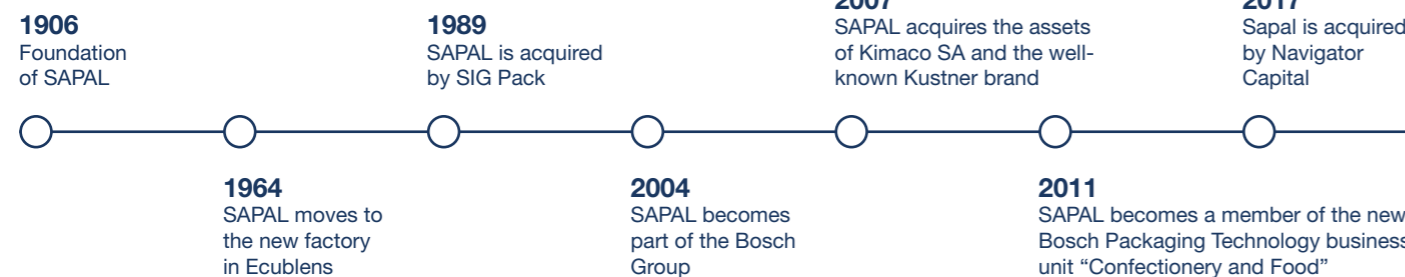 1906
Foundation
of SAPAL
1964
SAPAL moves to
the new factory
in Ecublens
1989
SAPAL is acquired
by SIG Pack
2004
SAPAL becomes
part of the Bosch
Group
2007
SAPAL acquires the assets
of Kimaco SA and the well-
known Kustner brand
2011
SAPAL becomes a member of the new
Bosch Packaging Technology business
unit “Confectionery and Food”
2017
Sapal is acquired
by Navigator
Capital